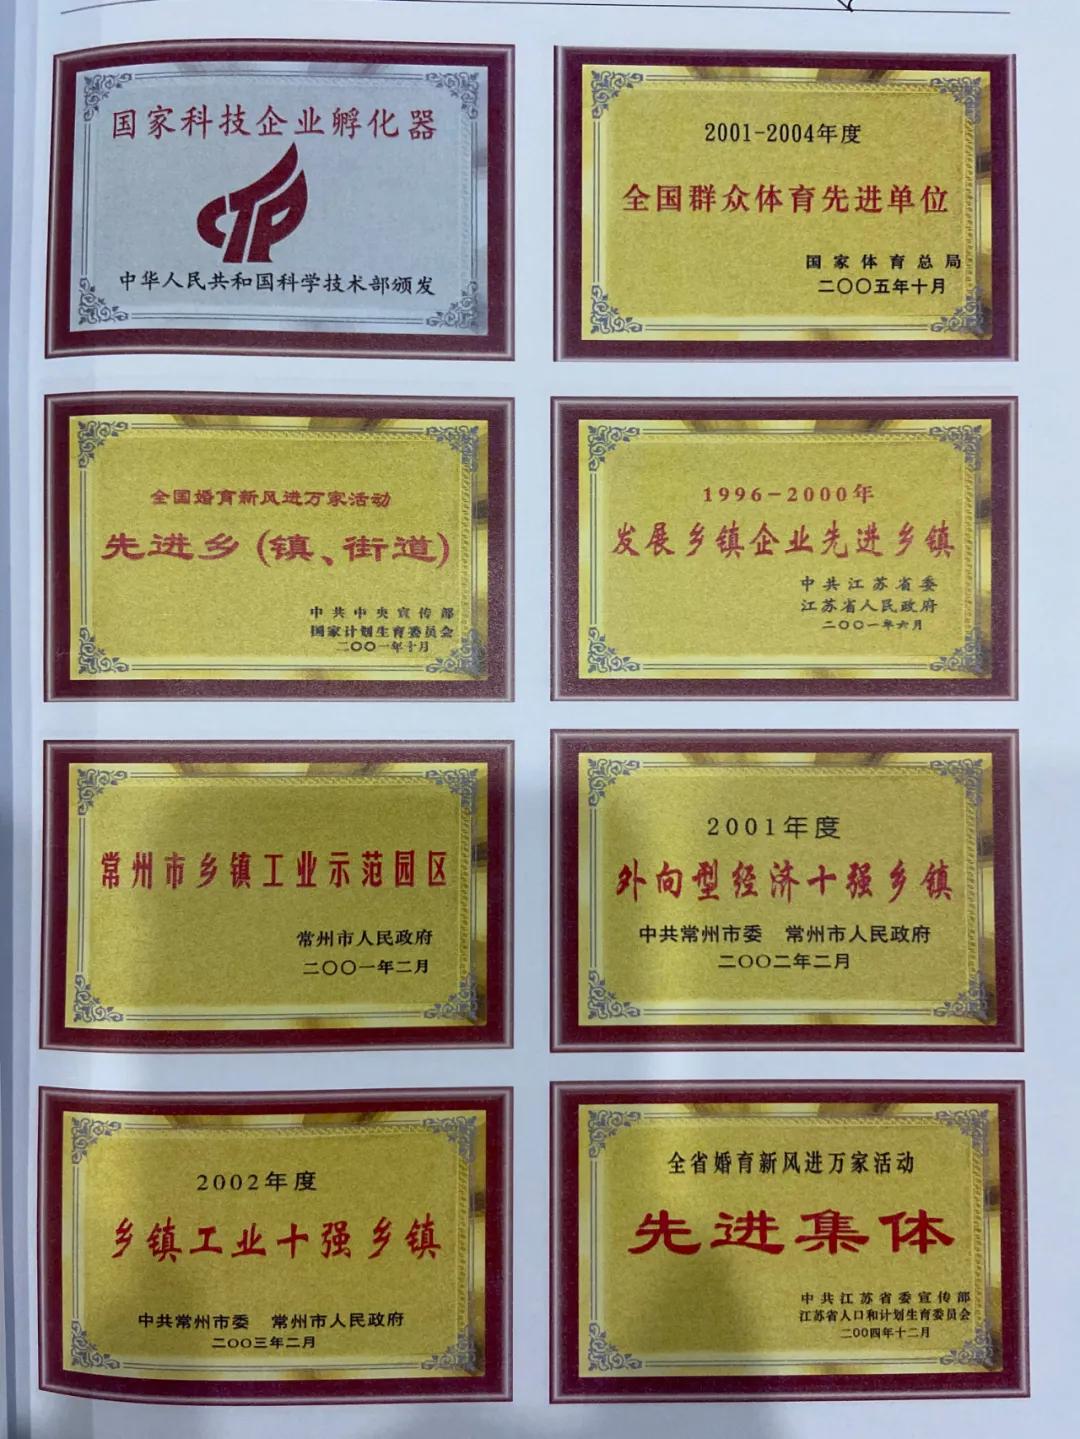 国家科技企业孵化器
CTP
中华人民共和国科学技术部颁发
2001-2004年度
全国群众体育先进单位
国家体育总局
二〇〇五年十月
全国婚育新风进万家活动
先进乡(镇、街道)
中共中央宣传部
国家计划生育委员会
二〇〇一年十月
1996-2000年
发展乡镇企业先进乡镇
中共江苏省委
江苏省人民政府
二〇〇一年六月
常州市乡镇工业示范园区
常州市人民政府
二〇〇一年二月
2001年度
外向型经济十强乡镇
中共常州市委 常州市人民政府
二〇〇二年二月
2002年度
乡镇工业十强乡镇
中共常州市委 常州市人民政府
二〇〇三年二月
全省婚育新风进万家活动
先进集体
中共江苏省委宣传部
江苏省人口和计划生育委员会
二〇〇四年十二月